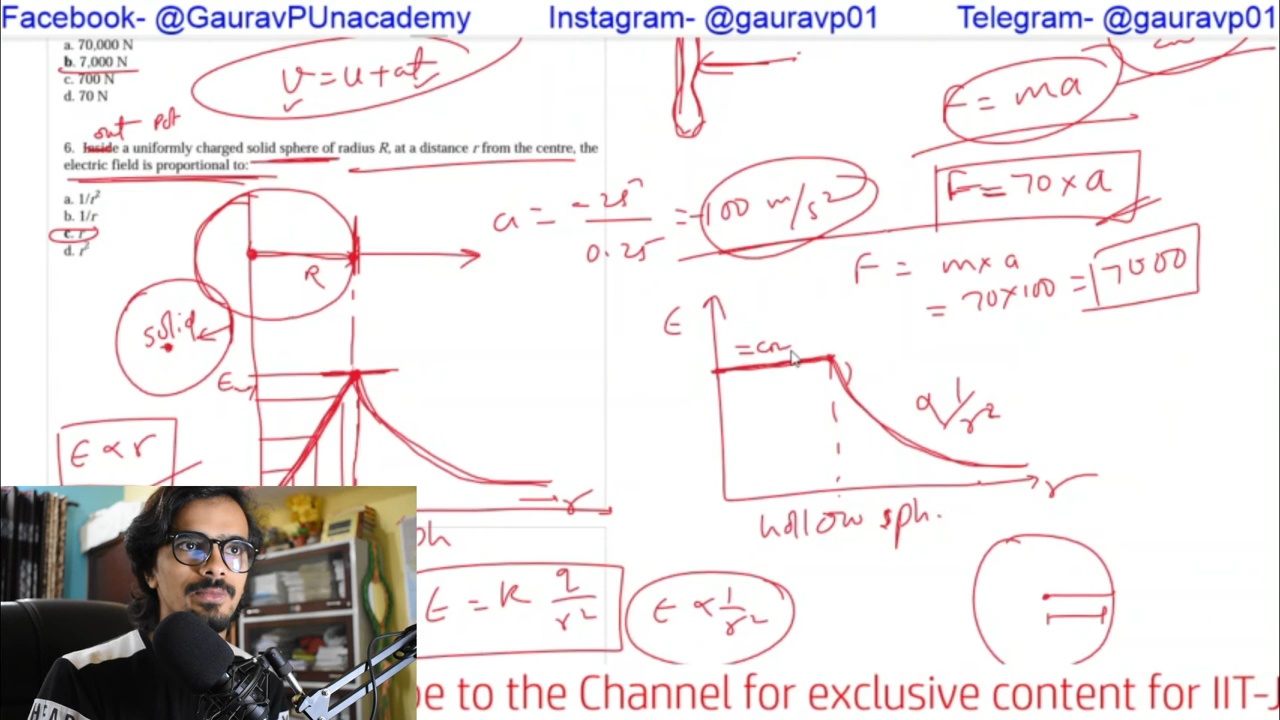 Facebook- @GauravPUnacademy Instagram- @gauravp01 Telegram- @gauravp01
a. 70,000 N
b. 7,000 N
c. 700 N
d. 70 N
v = u + at
F = ma
out
6. Inside a uniformly charged solid sphere of radius R, at a distance r from the centre, the
electric field is proportional to:
a. 1/r²
b. 1/r
c. r
d. r²
R
solid
E ∝ r
r
a = -25 / 0.25 = -100 m/s²
F = 70 × a
F = m × a
= 70×100 = 7000
E
∝ 1/r²
r
hollow sph.
E = K q/r²
E ∝ 1/r²
be to the Channel for exclusive content for IIT-J